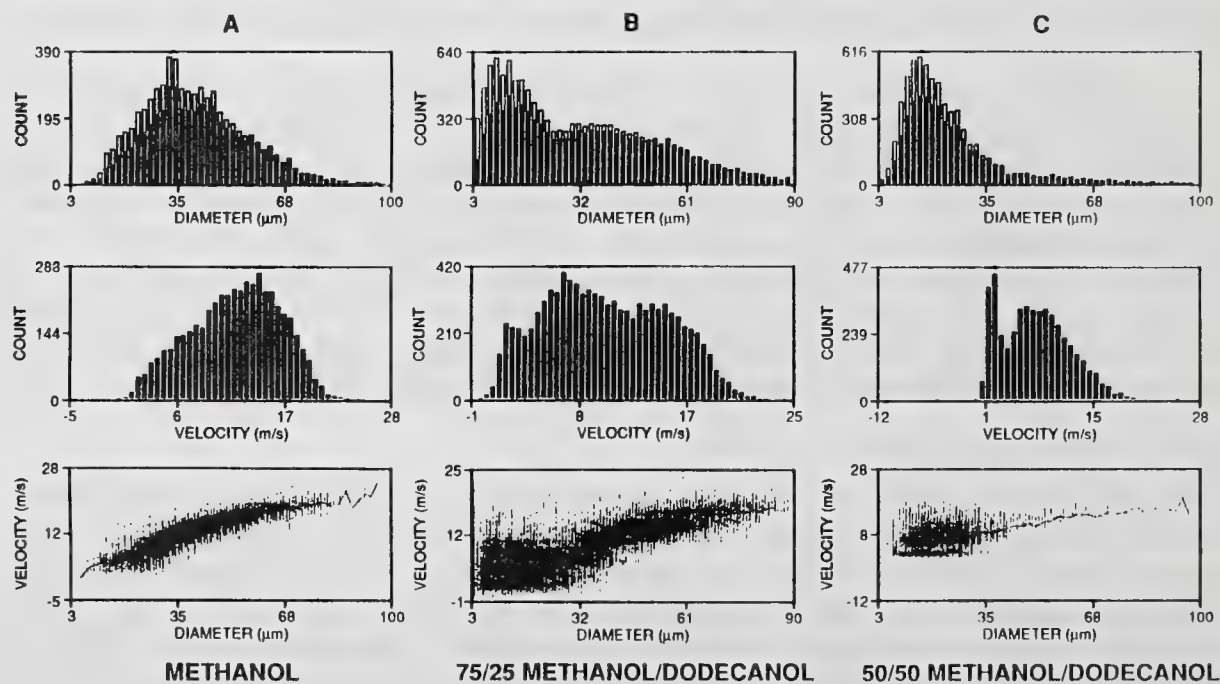 A
B
C
390
195
0
COUNT
3 35 68 100
DIAMETER (μm)
640
320
0
COUNT
3 32 61 90
DIAMETER (μm)
616
308
0
COUNT
3 35 68 100
DIAMETER (μm)
283
144
0
COUNT
-5 6 17 28
VELOCITY (m/s)
420
210
0
COUNT
-1 8 17 25
VELOCITY (m/s)
477
239
0
COUNT
-12 1 15 28
VELOCITY (m/s)
28
12
-5
VELOCITY (m/s)
3 35 68 100
DIAMETER (μm)
25
12
-1
VELOCITY (m/s)
3 32 61 90
DIAMETER (μm)
28
8
-12
VELOCITY (m/s)
3 35 68 100
DIAMETER (μm)
METHANOL
75/25 METHANOL/DODECANOL
50/50 METHANOL/DODECANOL